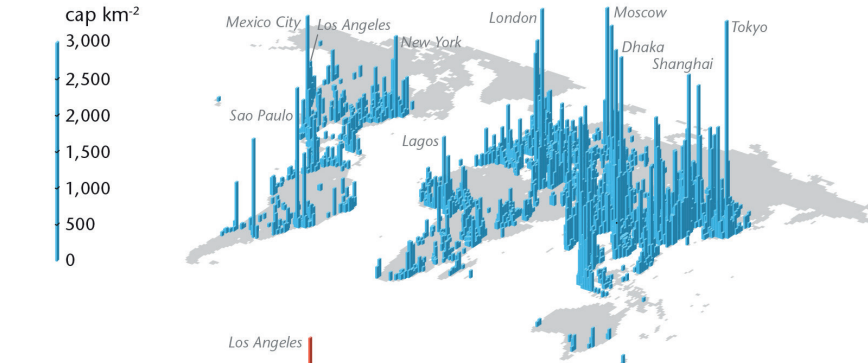 cap km-2
3,000
2,500
2,000
1,500
1,000
500
0
Mexico City
Los Angeles
New York
Sao Paulo
Lagos
London
Moscow
Dhaka
Shanghai
Tokyo
Los Angeles